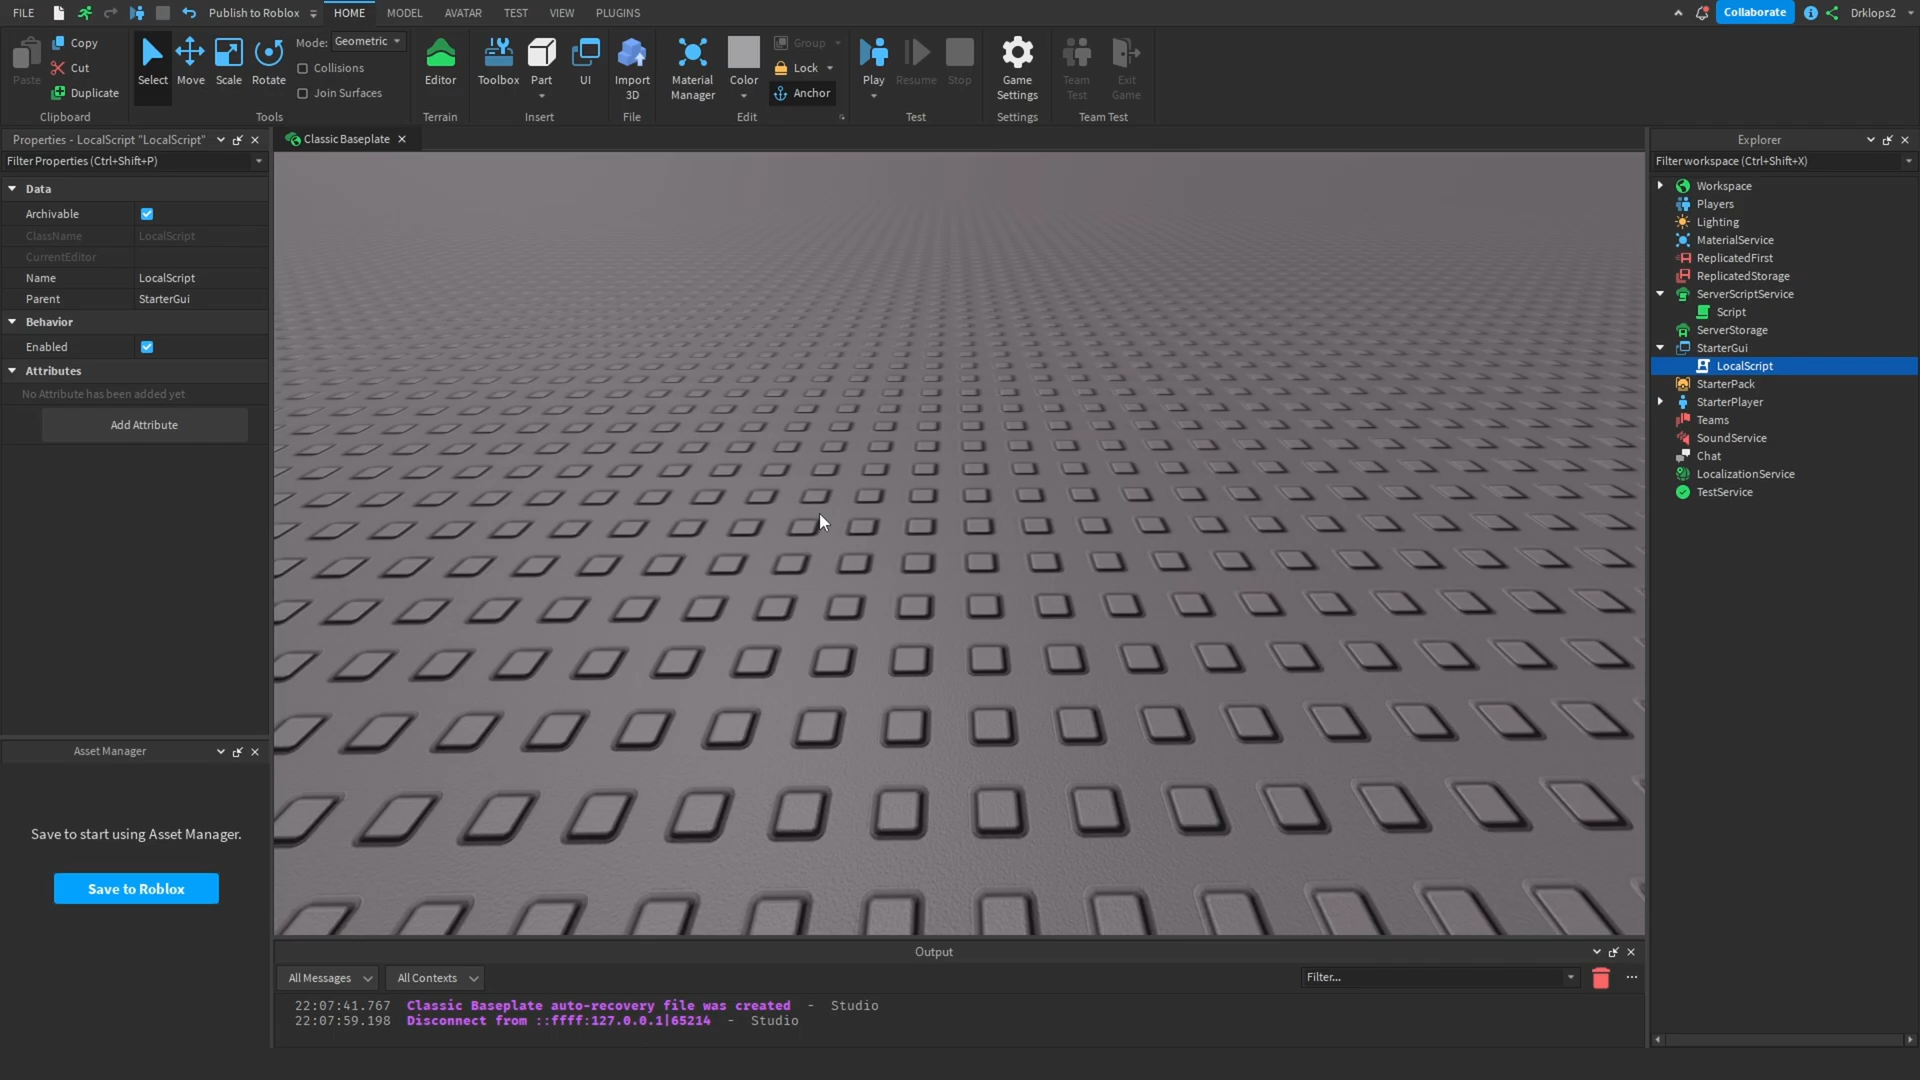 FILE
Publish to Roblox
HOME
MODEL
AVATAR
TEST
VIEW
PLUGINS
Collaborate
Drklops2
Paste
Copy
Cut
Duplicate
Clipboard
Select
Move
Scale
Rotate
Mode: Geometric
Collisions
Join Surfaces
Tools
Editor
Terrain
Toolbox
Part
UI
Insert
Import
3D
File
Material
Manager
Color
Group
Lock
Anchor
Edit
Play
Resume
Stop
Test
Game
Settings
Settings
Team
Test
Exit
Game
Team Test
Properties - LocalScript "LocalScript"
Filter Properties (Ctrl+Shift+P)
Data
Archivable
ClassName LocalScript
CurrentEditor
Name LocalScript
Parent StarterGui
Behavior
Enabled
Attributes
No Attribute has been added yet
Add Attribute
Asset Manager
Save to start using Asset Manager.
Save to Roblox
Classic Baseplate
Output
All Messages
All Contexts
Filter...
22:07:41.767 Classic Baseplate auto-recovery file was created - Studio
22:07:59.198 Disconnect from ::ffff:127.0.0.1|65214 - Studio
Explorer
Filter workspace (Ctrl+Shift+X)
Workspace
Players
Lighting
MaterialService
ReplicatedFirst
ReplicatedStorage
ServerScriptService
Script
ServerStorage
StarterGui
LocalScript
StarterPack
StarterPlayer
Teams
SoundService
Chat
LocalizationService
TestService